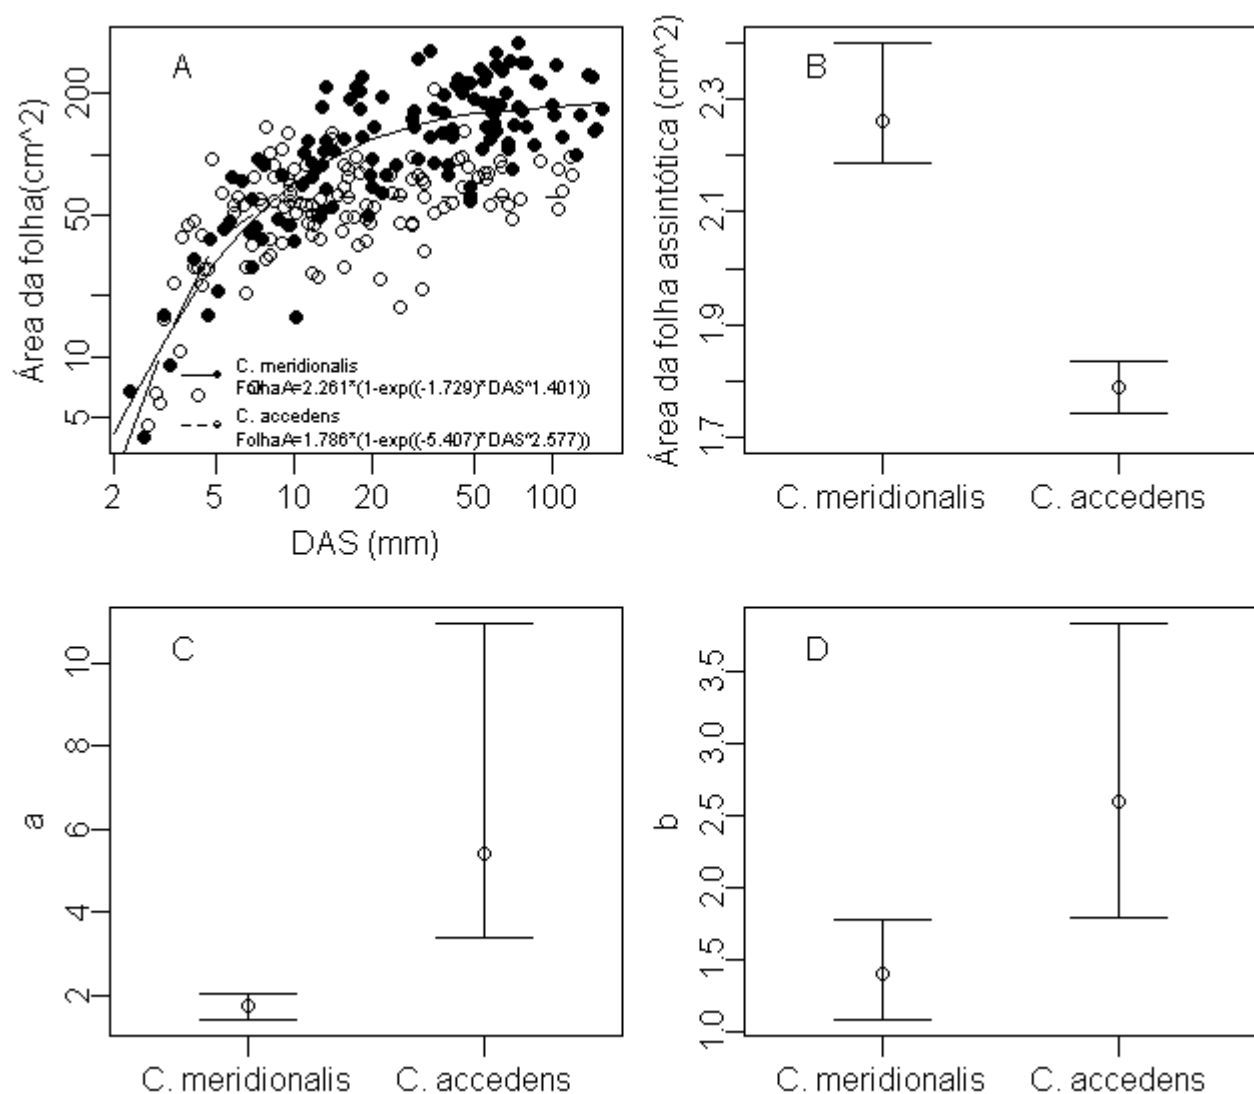 A
Área da folha(cm^2)
200
50
10
5
C. meridionalis
FolhaA=2.261*(1-exp((-1.729)*DAS^1.401))
C. accedens
FolhaA=1.786*(1-exp((-5.407)*DAS^2.577))
2 5 10 20 50 100
DAS (mm)
B
Área da folha assintótica (cm^2)
2.3
2.1
1.9
1.7
C. meridionalis C. accedens
C
a
10
8
6
4
2
C. meridionalis C. accedens
D
b
3.5
3.0
2.5
2.0
1.5
1.0
C. meridionalis C. accedens